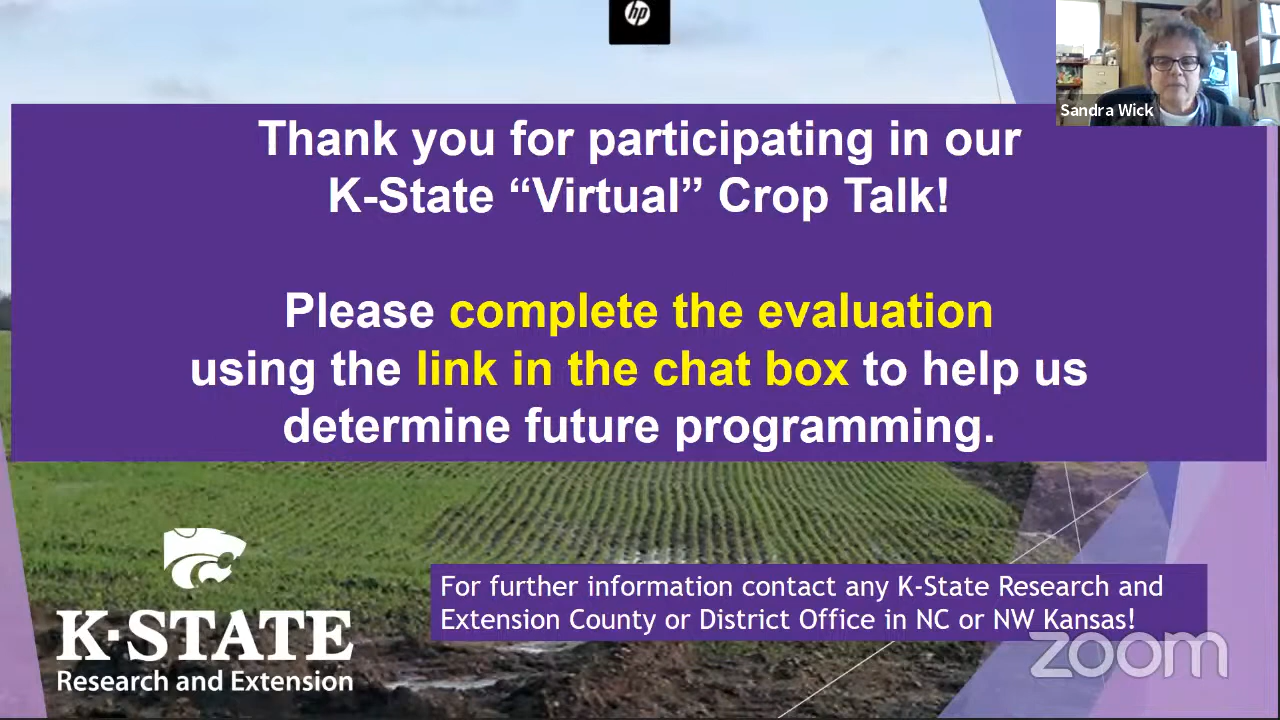 hp
Sandra Wick
Thank you for participating in our
K-State “Virtual” Crop Talk!
Please complete the evaluation
using the link in the chat box to help us
determine future programming.
K-STATE
Research and Extension
For further information contact any K-State Research and
Extension County or District Office in NC or NW Kansas!
zoom